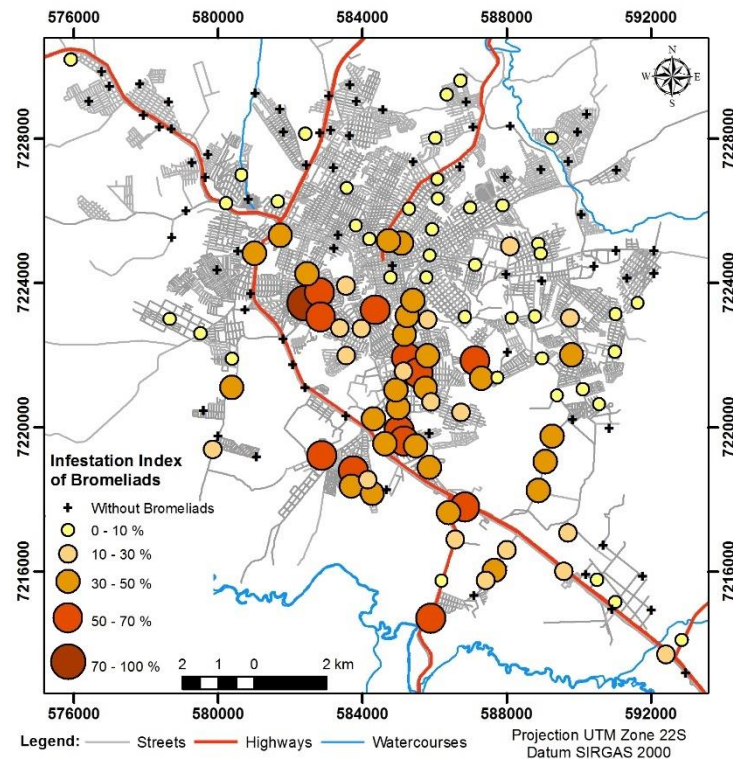 576000 580000 584000 588000 592000
N
W E
S
7228000 7228000
7224000 7224000
7220000 7220000
7216000 7216000
Infestation Index
of Bromeliads
Without Bromeliads
0 - 10 %
10 - 30 %
30 - 50 %
50 - 70 %
70 - 100 %
2 1 0 2 km
576000 580000 584000 588000 592000
Legend: Streets Highways Watercourses
Projection UTM Zone 22S
Datum SIRGAS 2000